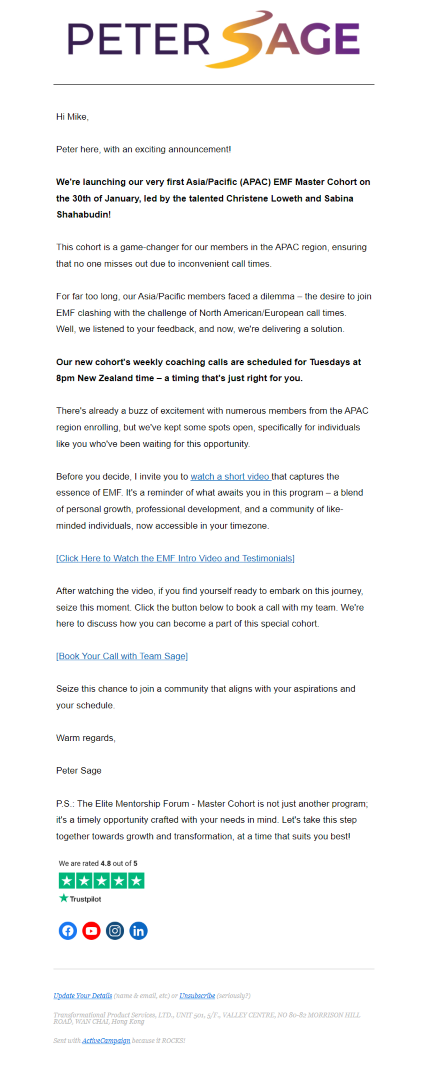 PETER SAGE
Hi Mike,
Peter here, with an exciting announcement!
We're launching our very first Asia/Pacific (APAC) EMF Master Cohort on
the 30th of January, led by the talented Christene Loweth and Sabina
Shahabudin!
This cohort is a game-changer for our members in the APAC region, ensuring
that no one misses out due to inconvenient call times.
For far too long, our Asia/Pacific members faced a dilemma – the desire to join
EMF clashing with the challenge of North American/European call times.
Well, we listened to your feedback, and now, we're delivering a solution.
Our new cohort's weekly coaching calls are scheduled for Tuesdays at
8pm New Zealand time – a timing that's just right for you.
There's already a buzz of excitement with numerous members from the APAC
region enrolling, but we've kept some spots open, specifically for individuals
like you who've been waiting for this opportunity.
Before you decide, I invite you to watch a short video that captures the
essence of EMF. It's a reminder of what awaits you in this program – a blend
of personal growth, professional development, and a community of like-
minded individuals, now accessible in your timezone.
[Click Here to Watch the EMF Intro Video and Testimonials]
After watching the video, if you find yourself ready to embark on this journey,
seize this moment. Click the button below to book a call with my team. We're
here to discuss how you can become a part of this special cohort.
[Book Your Call with Team Sage]
Seize this chance to join a community that aligns with your aspirations and
your schedule.
Warm regards,
Peter Sage
P.S.: The Elite Mentorship Forum - Master Cohort is not just another program;
it's a timely opportunity crafted with your needs in mind. Let's take this step
together towards growth and transformation, at a time that suits you best!
We are rated 4.8 out of 5
Trustpilot
Update Your Details (name & email, etc) or Unsubscribe (seriously?)
Transformational Product Services, LTD., UNIT 501, 5/F., VALLEY CENTRE, NO 80-82 MORRISON HILL
ROAD, WAN CHAI, Hong Kong
Sent with ActiveCampaign because it ROCKS!